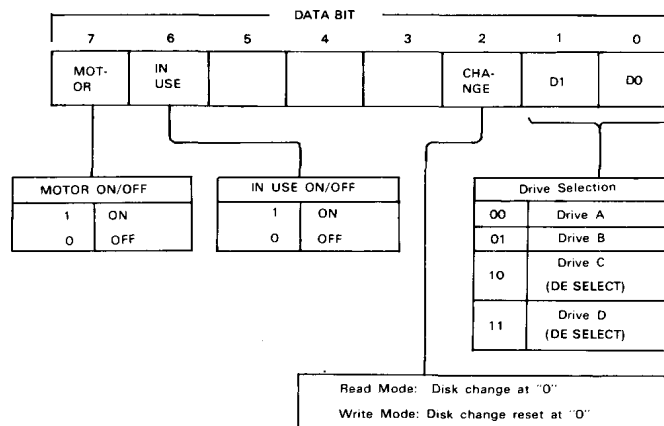 DATA BIT
7 6 5 4 3 2 1 0
MOT-
OR
IN
USE
CHA-
NGE
D1
D0
MOTOR ON/OFF
1 ON
0 OFF
IN USE ON/OFF
1 ON
0 OFF
Drive Selection
00 Drive A
01 Drive B
10 Drive C
(DE SELECT)
11 Drive D
(DE SELECT)
Read Mode: Disk change at "0"
Write Mode: Disk change reset at "0"